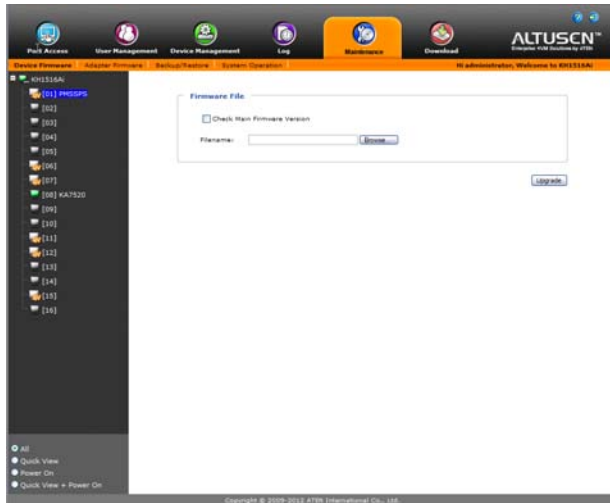 Port Access
User Management
Device Management
Log
Maintenance
Download
ALTUSCN™
Enterprise KVM Solutions by ATEN
Device Firmware
Adapter Firmware
Backup/Restore
System Operation
Hi administrator, Welcome to KH1516Ai
KH1516Ai
[01] PMSSPS
[02]
[03]
[04]
[05]
[06]
[07]
[08] KA7520
[09]
[10]
[11]
[12]
[13]
[14]
[15]
[16]
Firmware File
Check Main Firmware Version
Filename:
Browse...
Upgrade
All
Quick View
Power On
Quick View + Power On
Copyright © 2009-2012 ATEN International Co., Ltd.